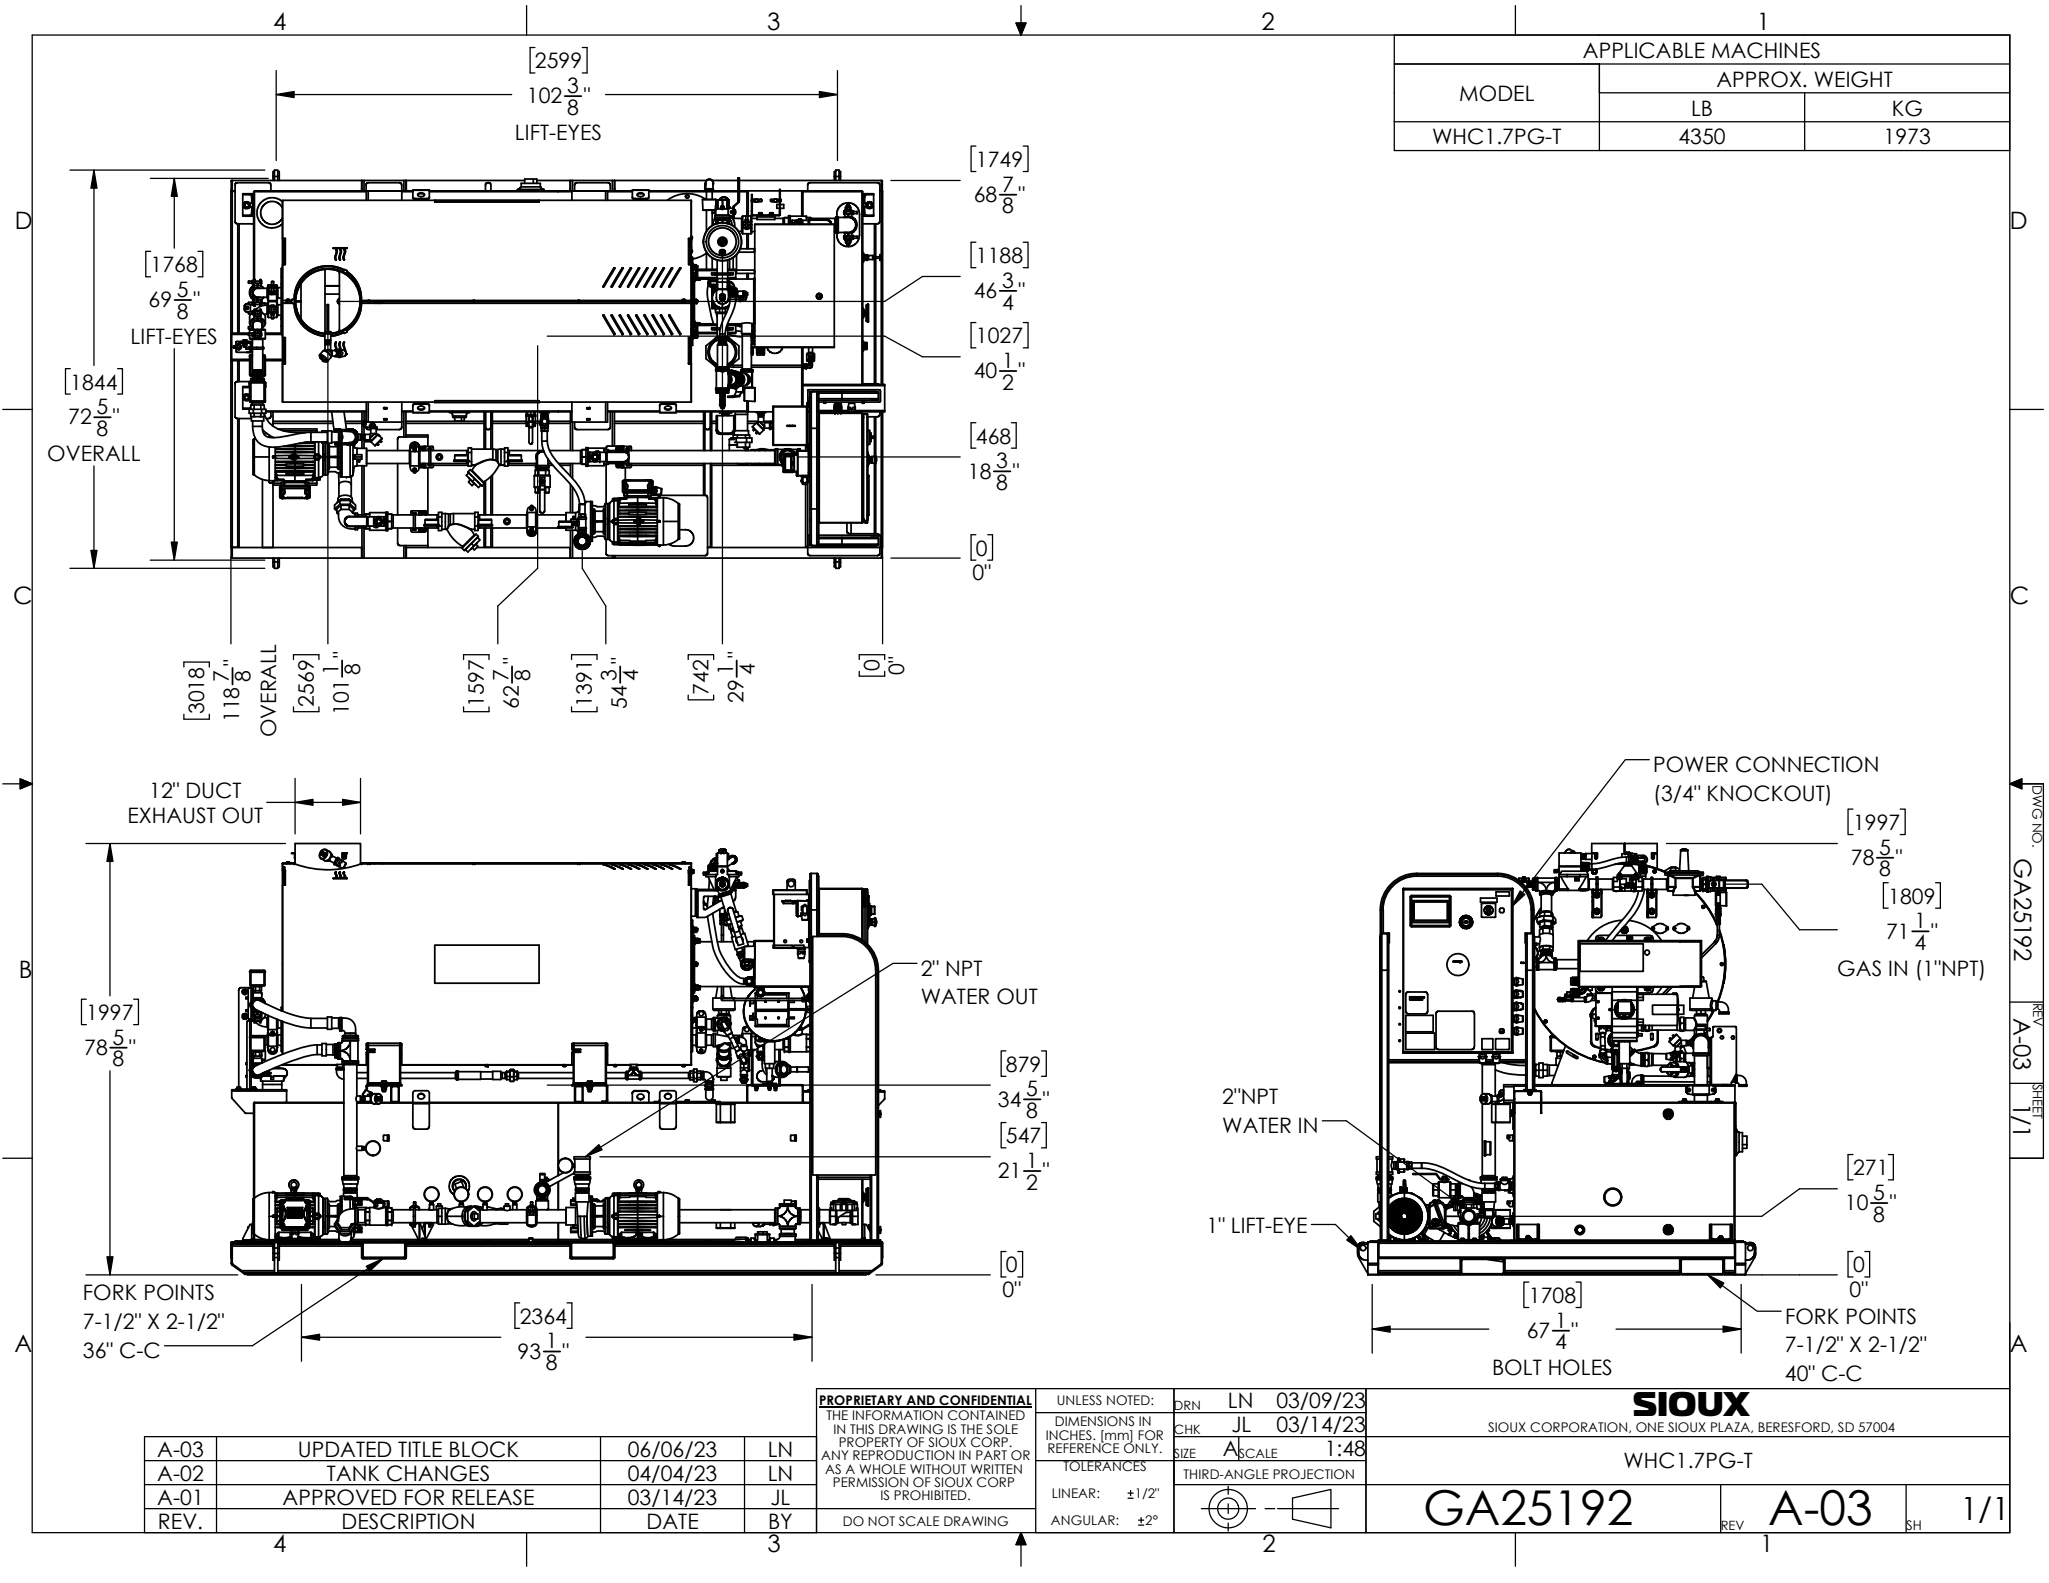 4 3 2 1
APPLICABLE MACHINES
MODEL
APPROX. WEIGHT
LB KG
WHC1.7PG-T 4350 1973
[2599]
102 3/8"
LIFT-EYES
[1749]
68 7/8"
[1188]
46 3/4"
[1027]
40 1/2"
[468]
18 3/8"
[0]
0"
[1768]
69 5/8"
LIFT-EYES
[1844]
72 5/8"
OVERALL
D
D
C
C
[3018]
118 7/8"
OVERALL
[2569]
101 1/8"
[1597]
62 7/8"
[1391]
54 3/4"
[742]
29 1/4"
[0]
0"
12" DUCT
EXHAUST OUT
[1997]
78 5/8"
2" NPT
WATER OUT
[879]
34 5/8"
[547]
21 1/2"
[0]
0"
FORK POINTS
7-1/2" X 2-1/2"
36" C-C
[2364]
93 1/8"
POWER CONNECTION
(3/4" KNOCKOUT)
[1997]
78 5/8"
[1809]
71 1/4"
GAS IN (1"NPT)
2"NPT
WATER IN
1" LIFT-EYE
[271]
10 5/8"
[0]
0"
[1708]
67 1/4"
BOLT HOLES
FORK POINTS
7-1/2" X 2-1/2"
40" C-C
B
A
A
DWG NO.
GA25192
REV
A-03
SHEET
1/1
A-03 UPDATED TITLE BLOCK 06/06/23 LN
A-02 TANK CHANGES 04/04/23 LN
A-01 APPROVED FOR RELEASE 03/14/23 JL
REV. DESCRIPTION DATE BY
PROPRIETARY AND CONFIDENTIAL
THE INFORMATION CONTAINED
IN THIS DRAWING IS THE SOLE
PROPERTY OF SIOUX CORP.
ANY REPRODUCTION IN PART OR
AS A WHOLE WITHOUT WRITTEN
PERMISSION OF SIOUX CORP
IS PROHIBITED.
DO NOT SCALE DRAWING
UNLESS NOTED:
DIMENSIONS IN
INCHES. [mm] FOR
REFERENCE ONLY.
TOLERANCES
LINEAR: ±1/2"
ANGULAR: ±2°
DRN LN 03/09/23
CHK JL 03/14/23
SIZE A SCALE 1:48
THIRD-ANGLE PROJECTION
SIOUX
SIOUX CORPORATION, ONE SIOUX PLAZA, BERESFORD, SD 57004
WHC1.7PG-T
GA25192
REV A-03
SH 1/1
4 3 2 1